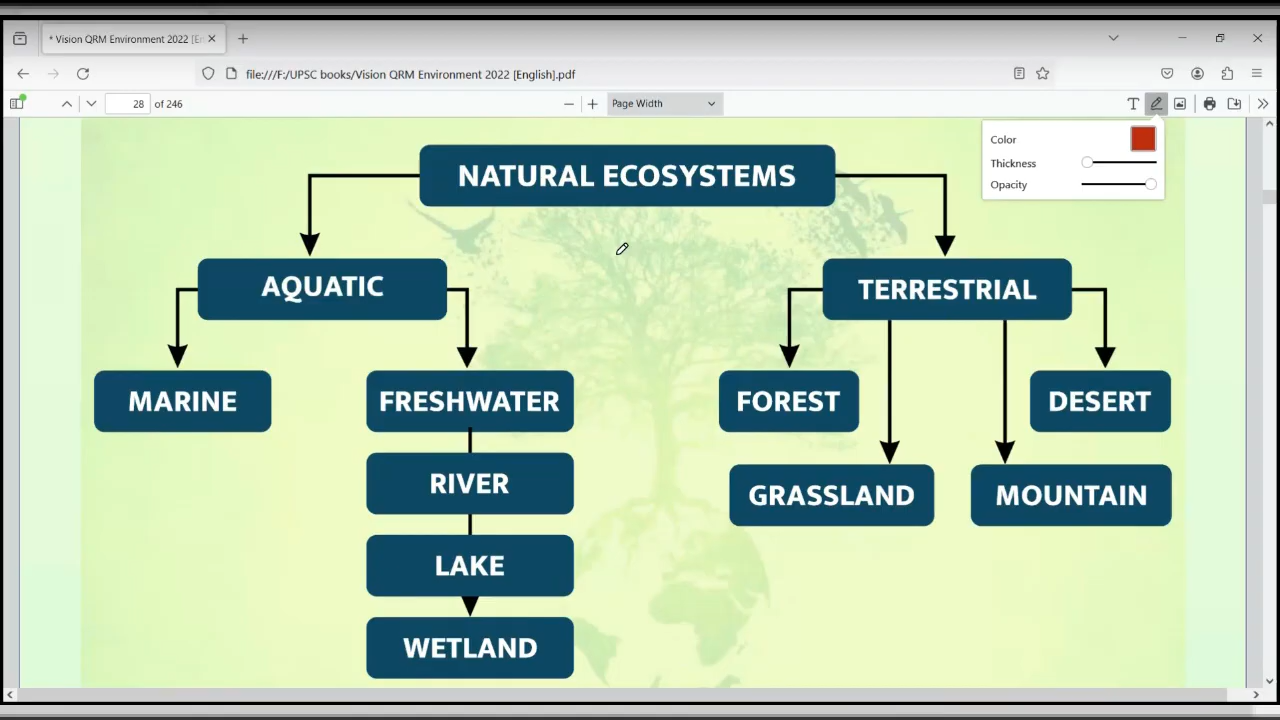 * Vision QRM Environment 2022 [En
file:///F:/UPSC books/Vision QRM Environment 2022 [English].pdf
28 of 246
Page Width
Color
Thickness
Opacity
NATURAL ECOSYSTEMS
AQUATIC
TERRESTRIAL
MARINE
FRESHWATER
FOREST
DESERT
RIVER
GRASSLAND
MOUNTAIN
LAKE
WETLAND